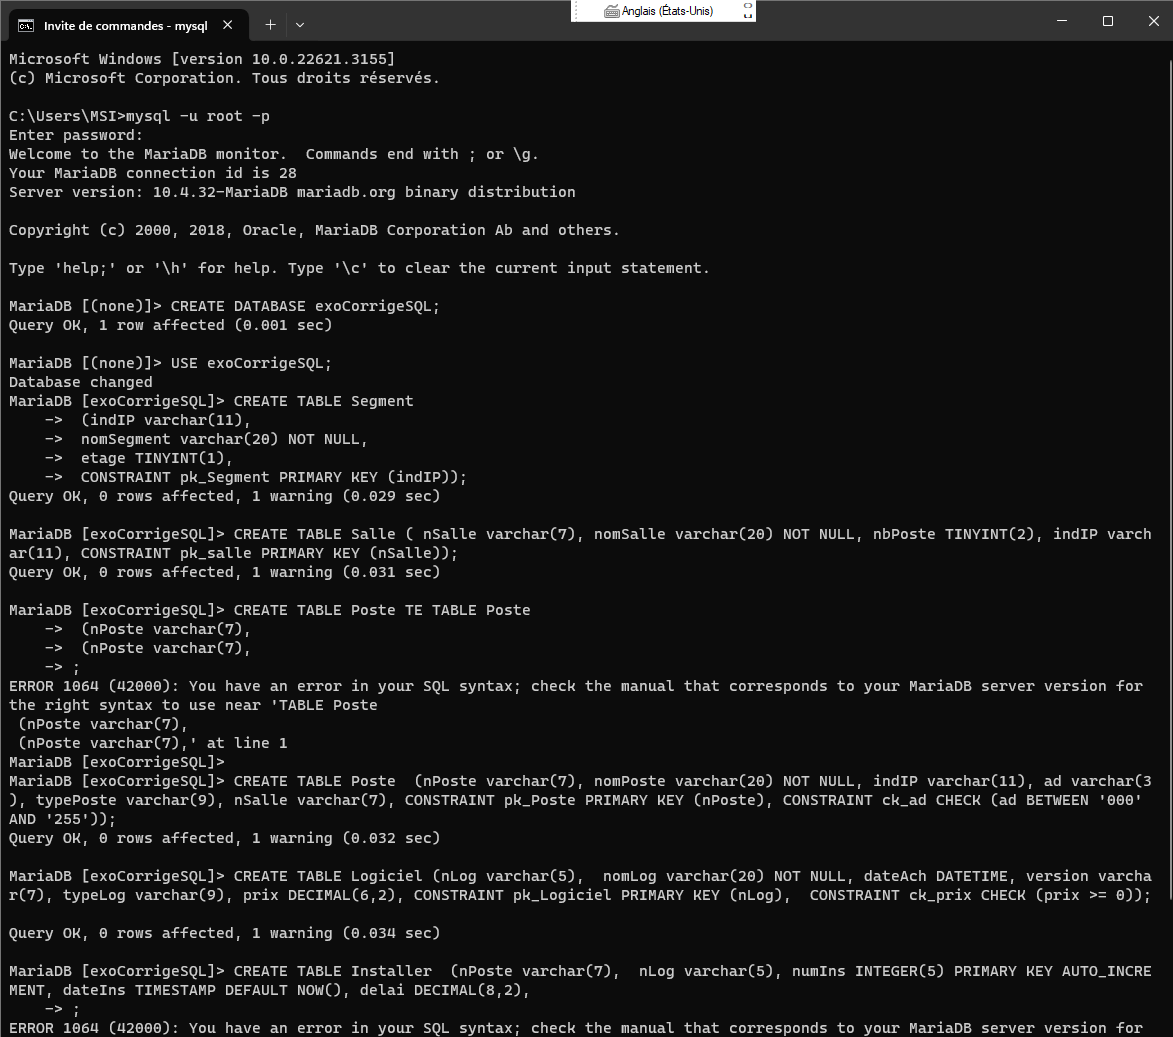 Anglais (États-Unis)
Invite de commandes - mysql
Microsoft Windows [version 10.0.22621.3155]
(c) Microsoft Corporation. Tous droits réservés.
C:\Users\MSI>mysql -u root -p
Enter password:
Welcome to the MariaDB monitor.  Commands end with ; or \g.
Your MariaDB connection id is 28
Server version: 10.4.32-MariaDB mariadb.org binary distribution
Copyright (c) 2000, 2018, Oracle, MariaDB Corporation Ab and others.
Type 'help;' or '\h' for help. Type '\c' to clear the current input statement.
MariaDB [(none)]> CREATE DATABASE exoCorrigeSQL;
Query OK, 1 row affected (0.001 sec)
MariaDB [(none)]> USE exoCorrigeSQL;
Database changed
MariaDB [exoCorrigeSQL]> CREATE TABLE Segment
    ->  (indIP varchar(11),
    ->  nomSegment varchar(20) NOT NULL,
    ->  etage TINYINT(1),
    ->  CONSTRAINT pk_Segment PRIMARY KEY (indIP));
Query OK, 0 rows affected, 1 warning (0.029 sec)
MariaDB [exoCorrigeSQL]> CREATE TABLE Salle ( nSalle varchar(7), nomSalle varchar(20) NOT NULL, nbPoste TINYINT(2), indIP varch
ar(11), CONSTRAINT pk_salle PRIMARY KEY (nSalle));
Query OK, 0 rows affected, 1 warning (0.031 sec)
MariaDB [exoCorrigeSQL]> CREATE TABLE Poste TE TABLE Poste
    ->  (nPoste varchar(7),
    ->  (nPoste varchar(7),
    -> ;
ERROR 1064 (42000): You have an error in your SQL syntax; check the manual that corresponds to your MariaDB server version for
the right syntax to use near 'TABLE Poste
 (nPoste varchar(7),
 (nPoste varchar(7),' at line 1
MariaDB [exoCorrigeSQL]>
MariaDB [exoCorrigeSQL]> CREATE TABLE Poste  (nPoste varchar(7), nomPoste varchar(20) NOT NULL, indIP varchar(11), ad varchar(3
), typePoste varchar(9), nSalle varchar(7), CONSTRAINT pk_Poste PRIMARY KEY (nPoste), CONSTRAINT ck_ad CHECK (ad BETWEEN '000'
AND '255'));
Query OK, 0 rows affected, 1 warning (0.032 sec)
MariaDB [exoCorrigeSQL]> CREATE TABLE Logiciel (nLog varchar(5),  nomLog varchar(20) NOT NULL, dateAch DATETIME, version varcha
r(7), typeLog varchar(9), prix DECIMAL(6,2), CONSTRAINT pk_Logiciel PRIMARY KEY (nLog),  CONSTRAINT ck_prix CHECK (prix >= 0));
Query OK, 0 rows affected, 1 warning (0.034 sec)
MariaDB [exoCorrigeSQL]> CREATE TABLE Installer  (nPoste varchar(7),  nLog varchar(5), numIns INTEGER(5) PRIMARY KEY AUTO_INCRE
MENT, dateIns TIMESTAMP DEFAULT NOW(), delai DECIMAL(8,2),
    -> ;
ERROR 1064 (42000): You have an error in your SQL syntax; check the manual that corresponds to your MariaDB server version for